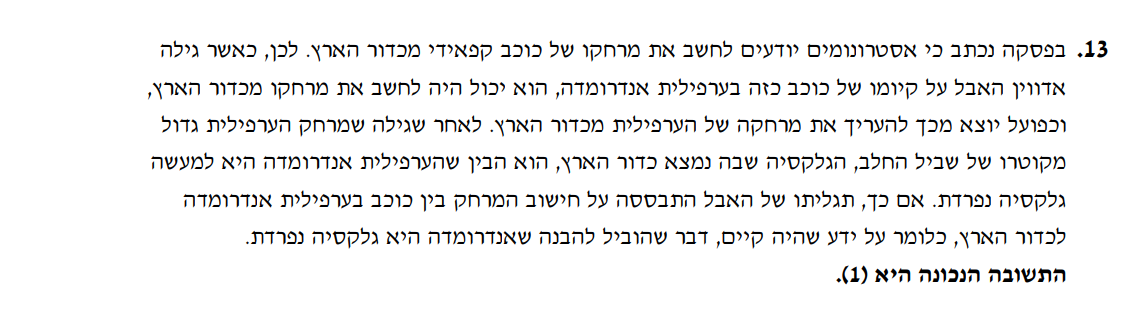 13. בפסקה נכתב כי אסטרונומים יודעים לחשב את מרחקו של כוכב קפאידי מכדור הארץ. לכן, כאשר גילה
אדווין האבל על קיומו של כוכב כזה בערפילית אנדרומדה, הוא יכול היה לחשב את מרחקו מכדור הארץ,
וכפועל יוצא מכך להעריך את מרחקה של הערפילית מכדור הארץ. לאחר שגילה שמרחק הערפילית גדול
מקוטרו של שביל החלב, הגלקסיה שבה נמצא כדור הארץ, הוא הבין שהערפילית אנדרומדה היא למעשה
גלקסיה נפרדת. אם כך, תגליתו של האבל התבססה על חישוב המרחק בין כוכב בערפילית אנדרומדה
לכדור הארץ, כלומר על ידע שהיה קיים, דבר שהוביל להבנה שאנדרומדה היא גלקסיה נפרדת.
התשובה הנכונה היא (1).